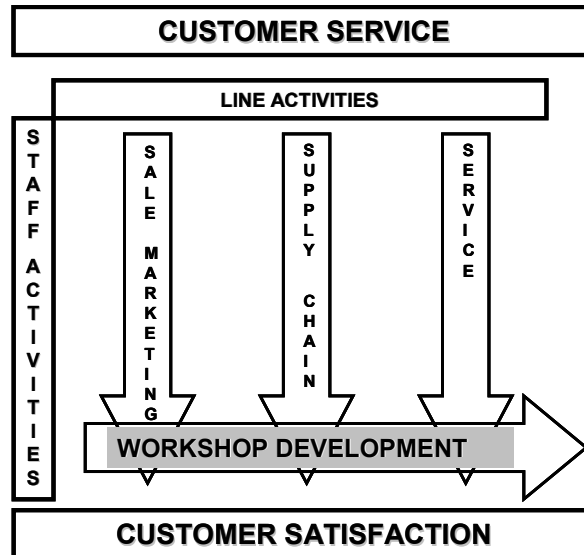 CUSTOMER SERVICE
LINE ACTIVITIES
STAFF ACTIVITIES
SALE MARKETING
SUPPLY CHAIN
SERVICE
WORKSHOP DEVELOPMENT
CUSTOMER SATISFACTION